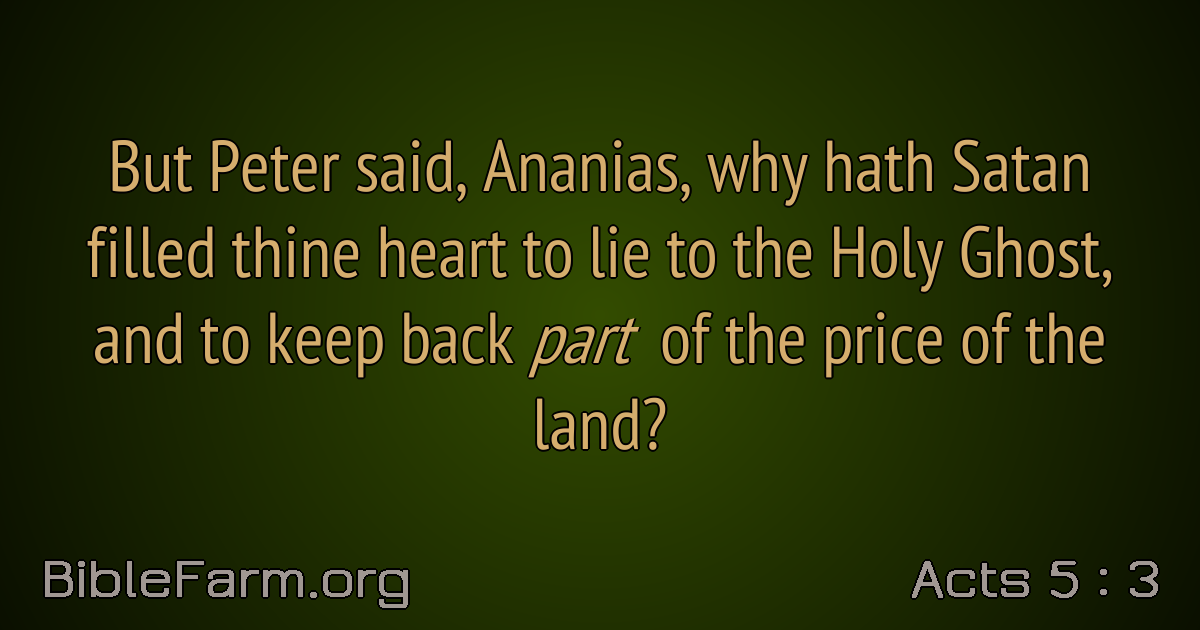 But Peter said, Ananias, why hath Satan
filled thine heart to lie to the Holy Ghost,
and to keep back part of the price of the
land?
BibleFarm.org
Acts 5 : 3